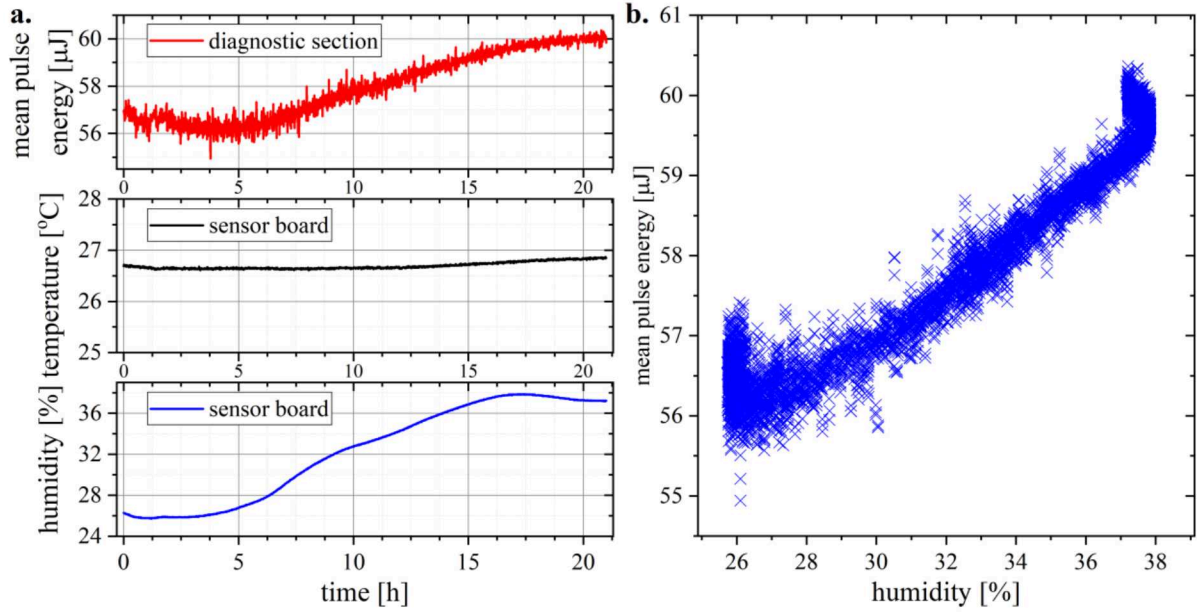 a.
mean pulse
energy [µJ]
60
58
56
diagnostic section
0 5 10 15 20
temperature [ºC]
28
27
26
25
sensor board
0 5 10 15 20
humidity [%]
36
32
28
24
sensor board
0 5 10 15 20
time [h]
b.
mean pulse energy [µJ]
61
60
59
58
57
56
55
26 28 30 32 34 36 38
humidity [%]